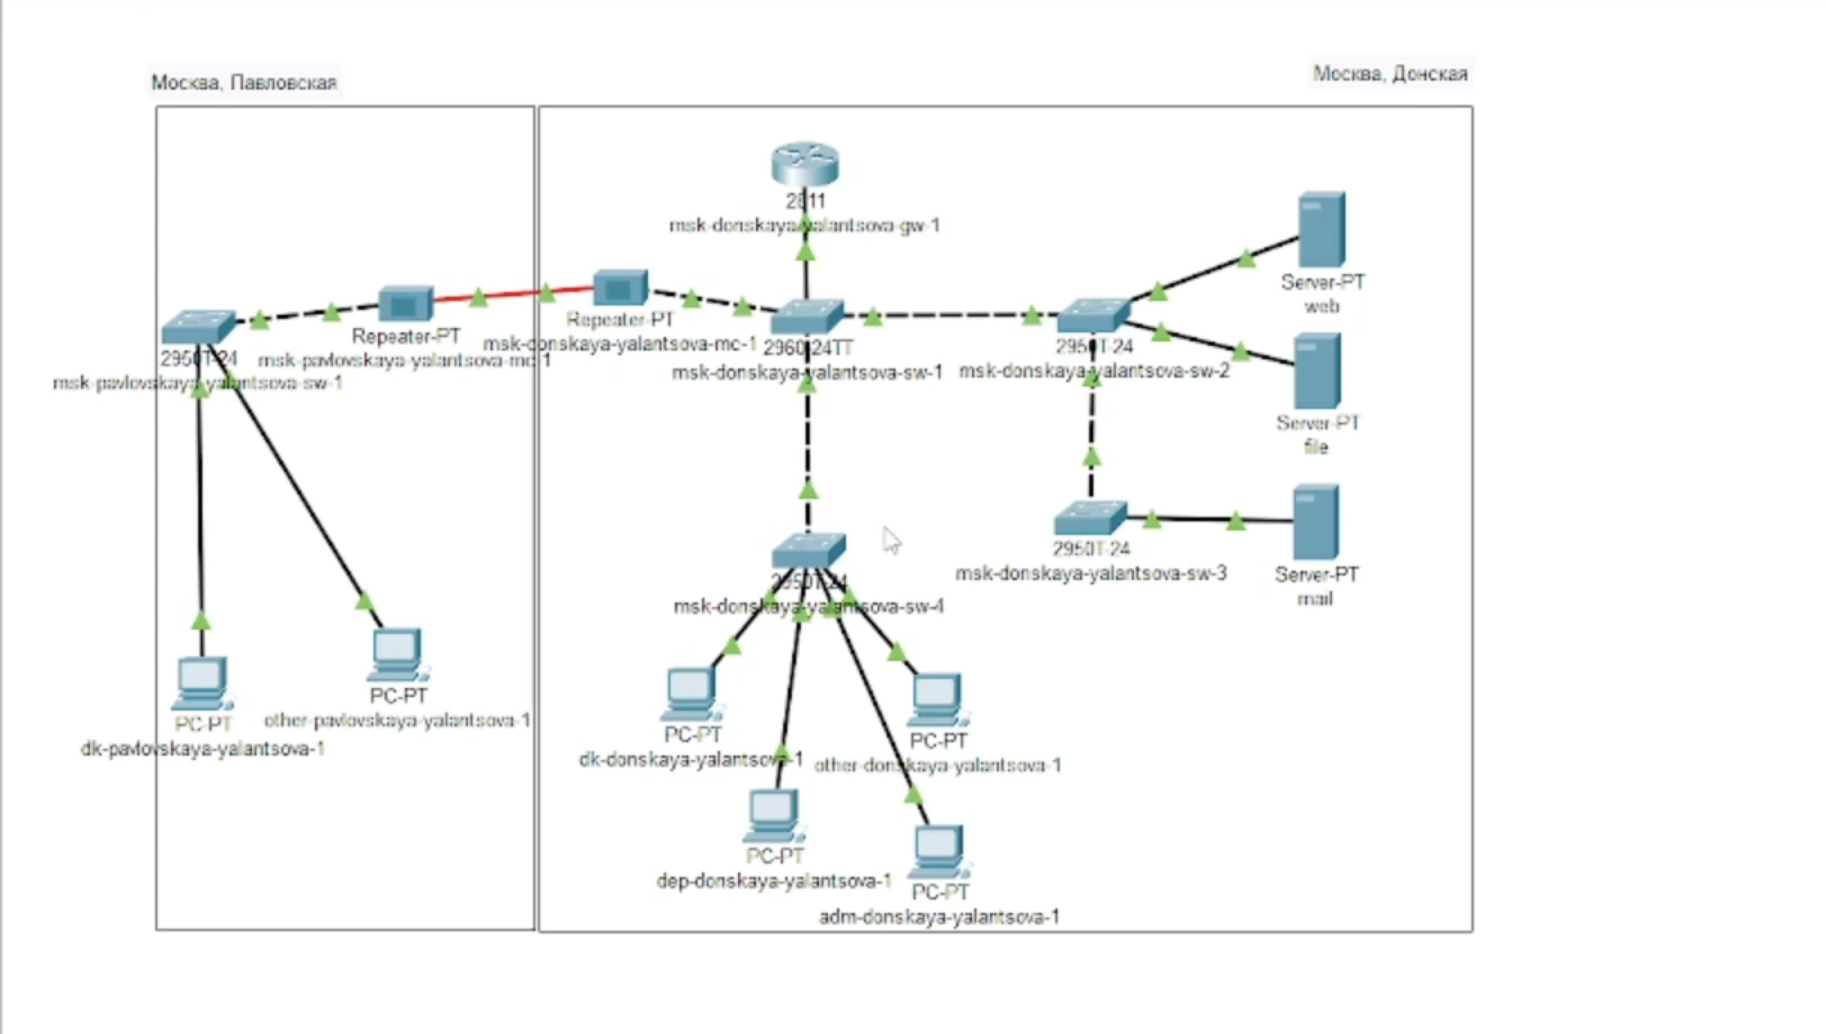 Москва, Павловская
Москва, Донская
2811
msk-donskaya-yalantsova-gw-1
Server-PT
web
Repeater-PT
msk-pavlovskaya-yalantsova-mc-1
Repeater-PT
msk-donskaya-yalantsova-mc-1
2950T-24
msk-pavlovskaya-yalantsova-sw-1
2960-24TT
msk-donskaya-yalantsova-sw-1
2950T-24
msk-donskaya-yalantsova-sw-2
Server-PT
file
2950T-24
msk-donskaya-yalantsova-sw-3
Server-PT
mail
2950T-24
msk-donskaya-yalantsova-sw-4
PC-PT
dk-pavlovskaya-yalantsova-1
PC-PT
other-pavlovskaya-yalantsova-1
PC-PT
dk-donskaya-yalantsova-1
PC-PT
other-donskaya-yalantsova-1
PC-PT
dep-donskaya-yalantsova-1
PC-PT
adm-donskaya-yalantsova-1